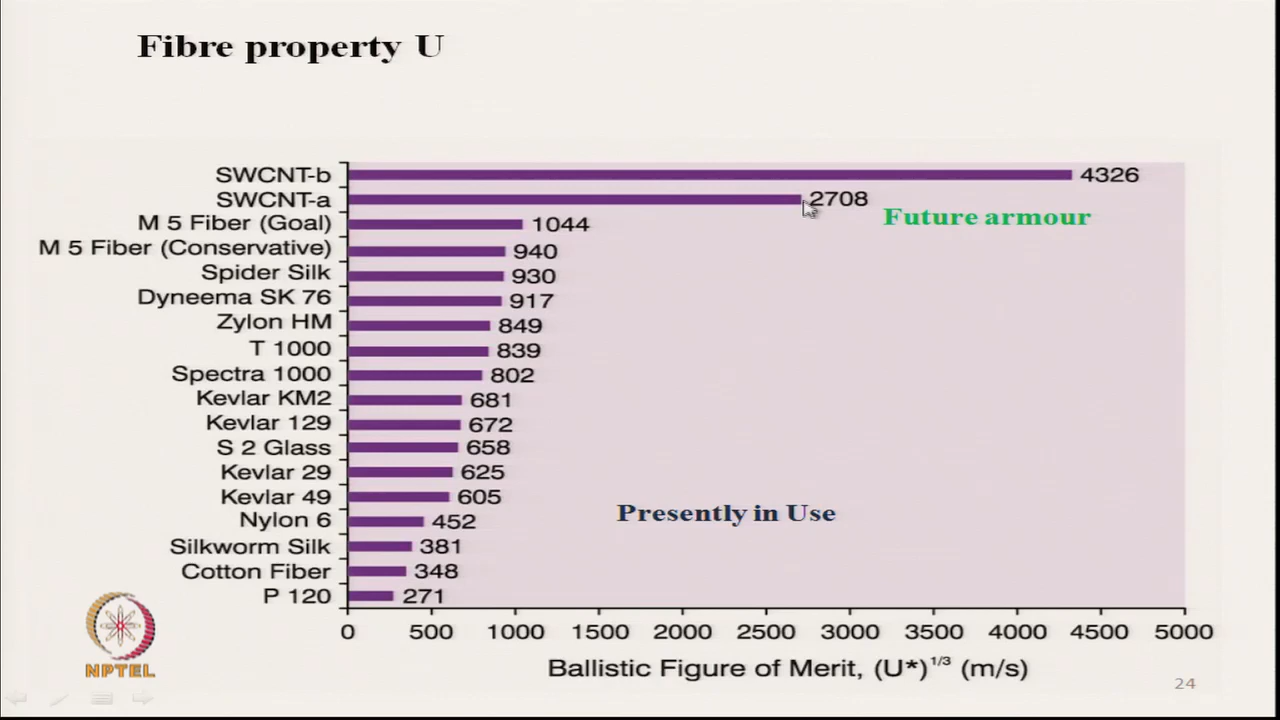 Fibre property U
SWCNT-b 4326
SWCNT-a 2708
Future armour
M 5 Fiber (Goal) 1044
M 5 Fiber (Conservative) 940
Spider Silk 930
Dyneema SK 76 917
Zylon HM 849
T 1000 839
Spectra 1000 802
Kevlar KM2 681
Kevlar 129 672
S 2 Glass 658
Kevlar 29 625
Kevlar 49 605
Presently in Use
Nylon 6 452
Silkworm Silk 381
Cotton Fiber 348
P 120 271
0 500 1000 1500 2000 2500 3000 3500 4000 4500 5000
Ballistic Figure of Merit, (U*)^1/3 (m/s)
NPTEL
24